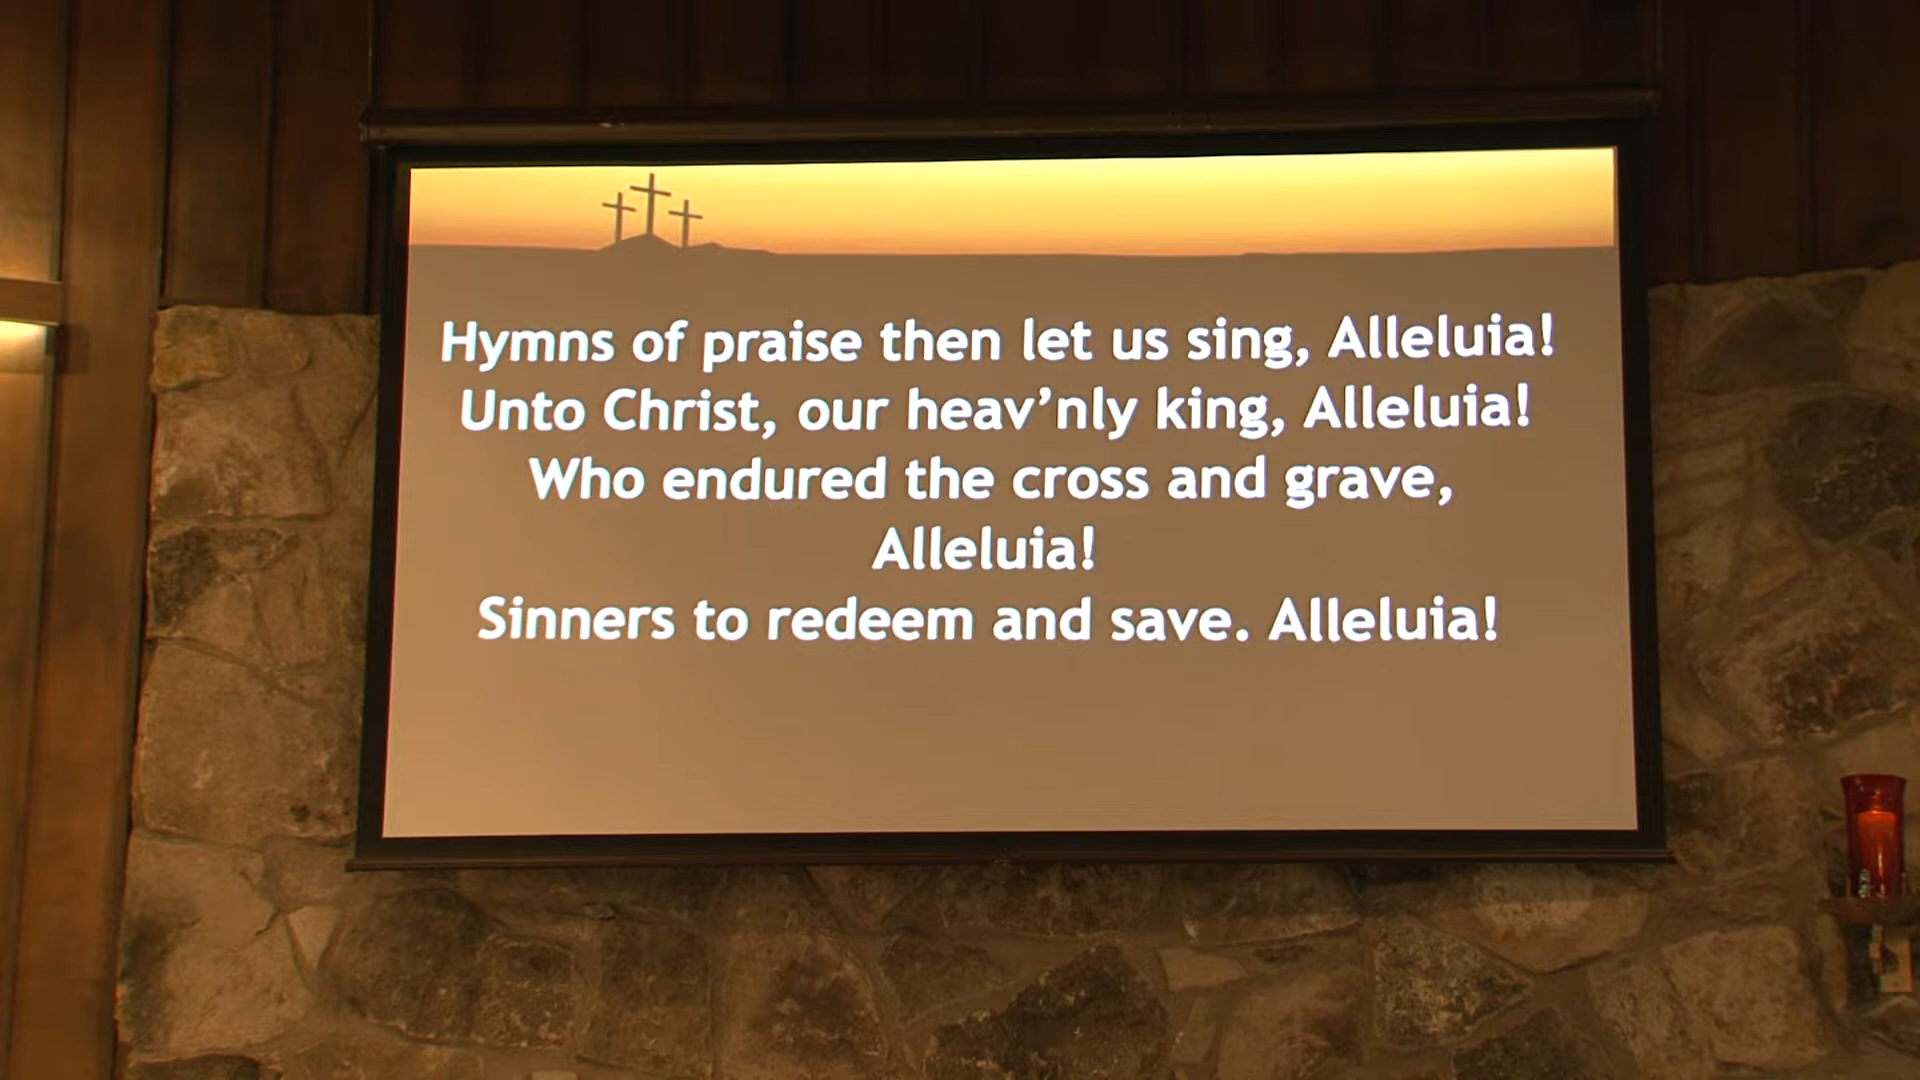 Hymns of praise then let us sing, Alleluia!
Unto Christ, our heav’nly king, Alleluia!
Who endured the cross and grave,
Alleluia!
Sinners to redeem and save. Alleluia!